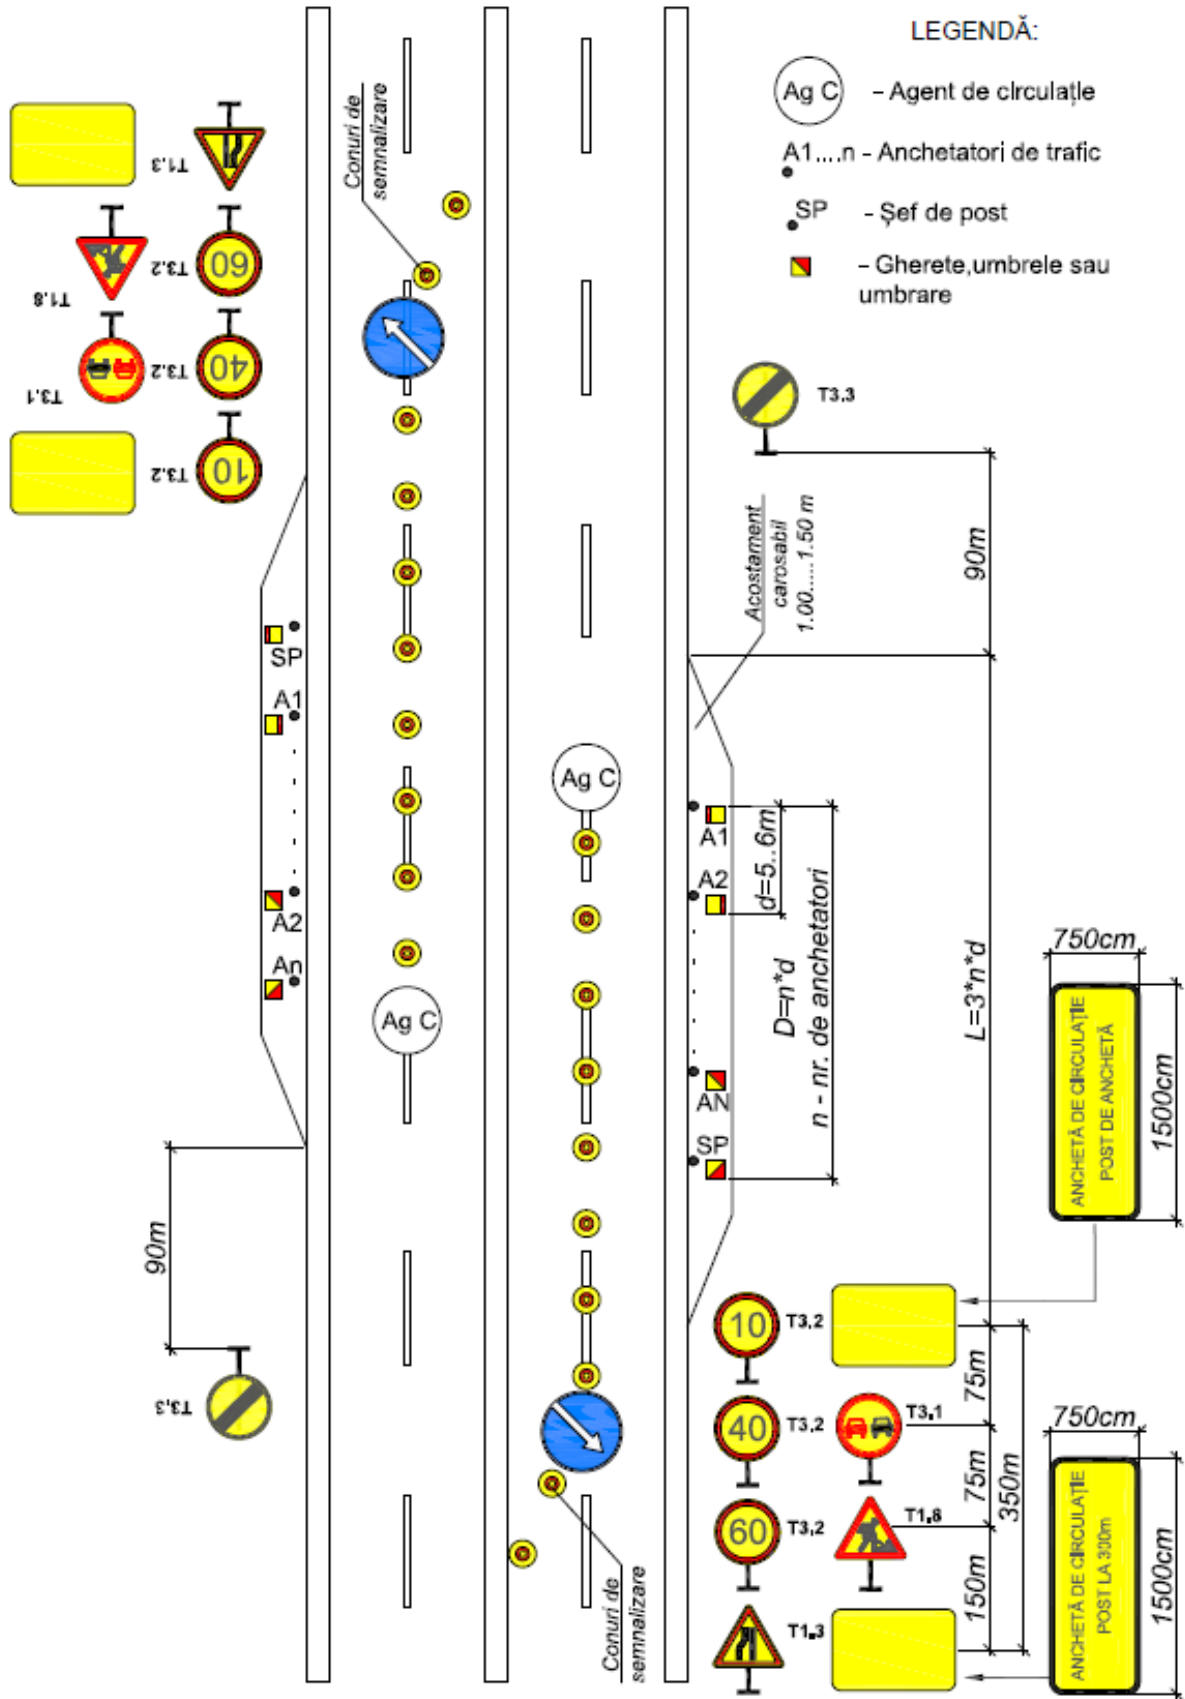 LEGENDĂ:
Ag C – Agent de circulație
A1....n - Anchetatori de trafic
SP - Șef de post
- Gherete,umbrele sau
umbrare
Conuri de
semnalizare
T1.3
T1.8
T3.2
60
T3.1
T3.2
40
T3.2
10
T3.3
90m
Acostament
carosabil
1.00.....1.50 m
SP
A1
A2
An
Ag C
Ag C
A1
A2
AN
SP
d=5..6m
D=n*d
n - nr. de anchetatori
L=3*n*d
750cm
1500cm
ANCHETĂ DE CIRCULAȚIE
POST DE ANCHETĂ
90m
T3,3
10
T3.2
40
T3.2
T3.1
60
T3.2
T1.8
T1.3
75m
75m
150m
350m
750cm
1500cm
ANCHETĂ DE CIRCULAȚIE
POST LA 300m
Conuri de
semnalizare